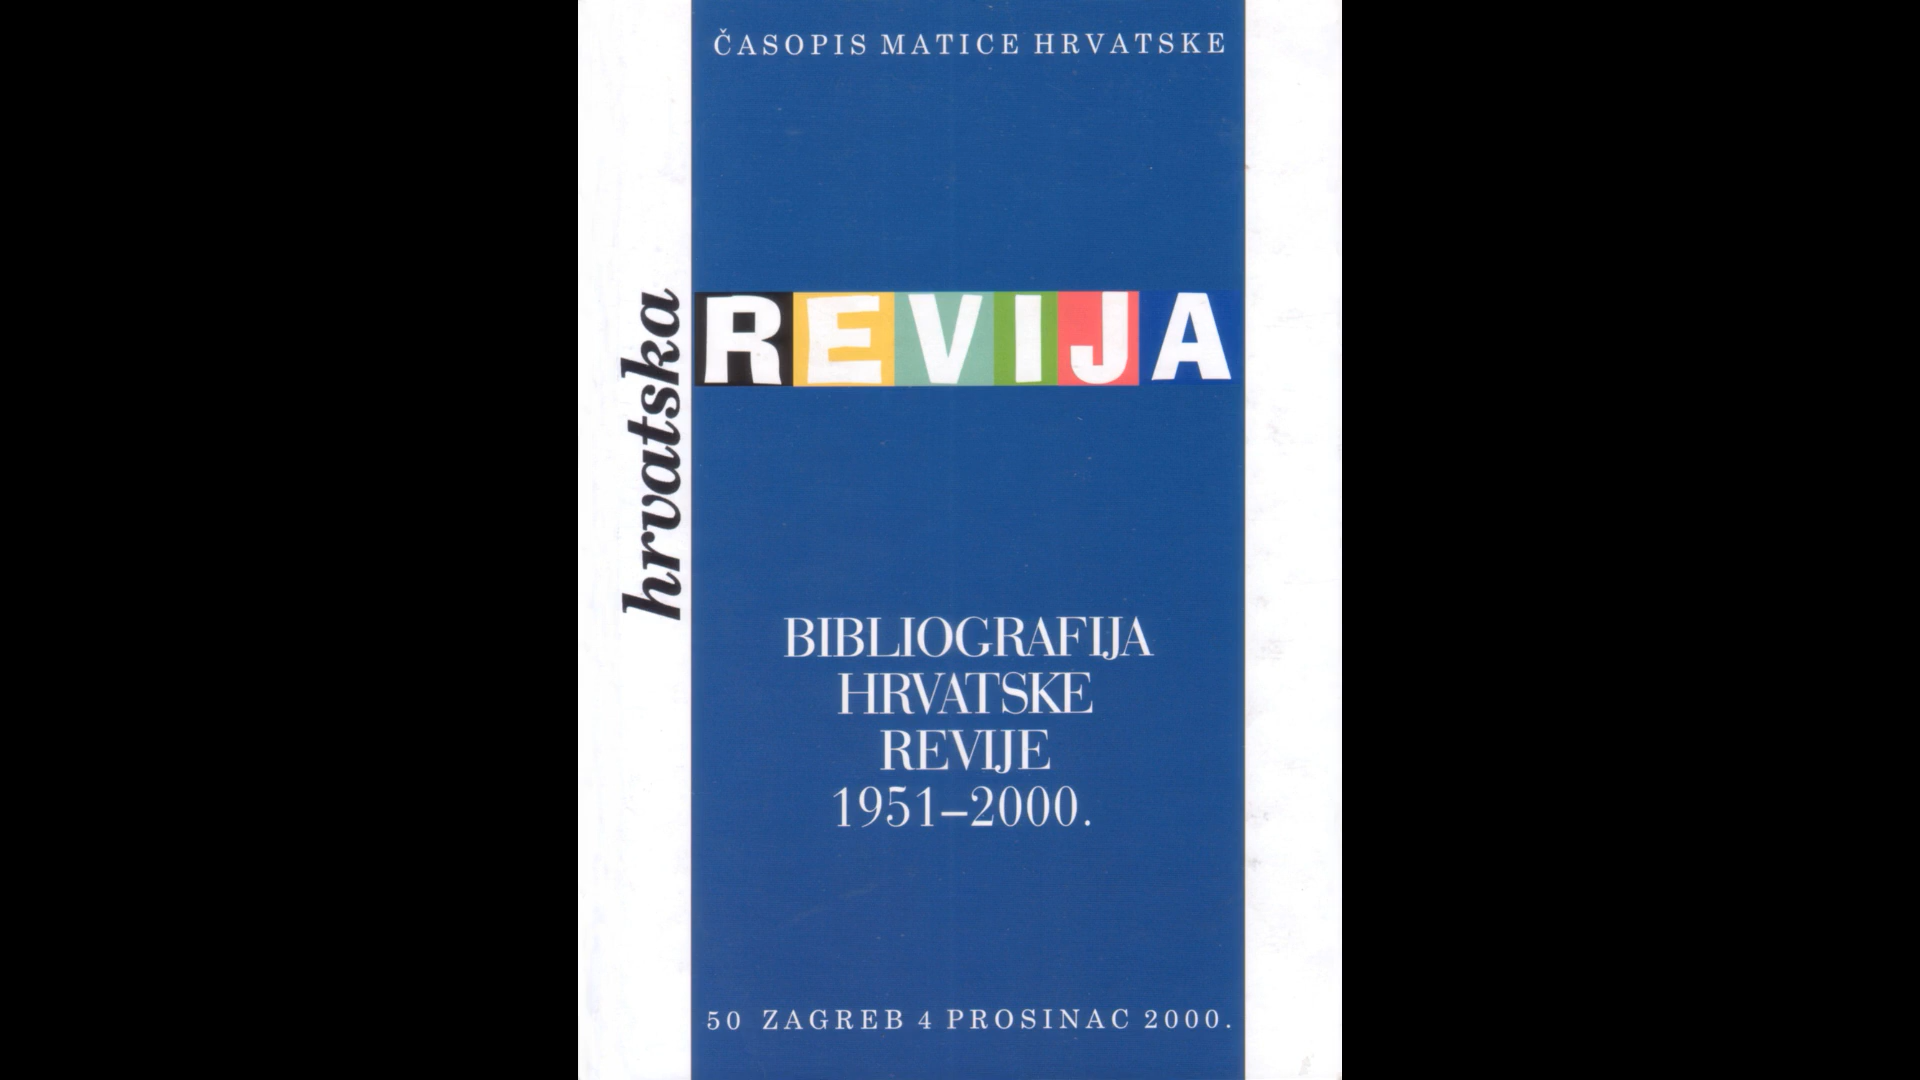 ČASOPIS MATICE HRVATSKE
hrvatska
REVIJA
BIBLIOGRAFIJA
HRVATSKE
REVIJE
1951–2000.
50 ZAGREB 4 PROSINAC 2000.